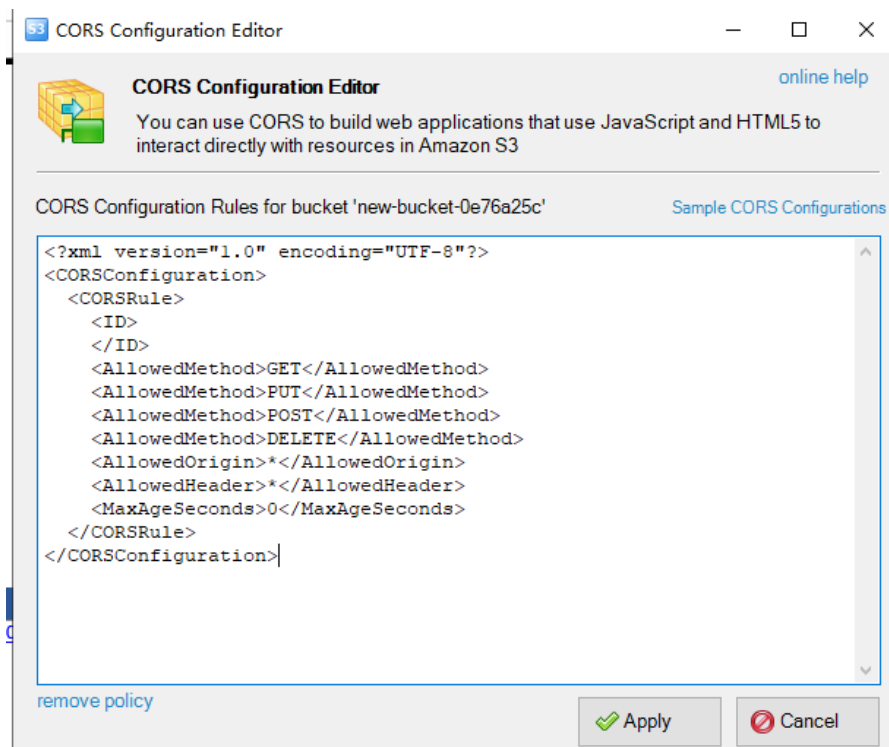 S3 CORS Configuration Editor
online help
CORS Configuration Editor
You can use CORS to build web applications that use JavaScript and HTML5 to
interact directly with resources in Amazon S3
CORS Configuration Rules for bucket 'new-bucket-0e76a25c'
Sample CORS Configurations
<?xml version="1.0" encoding="UTF-8"?>
<CORSConfiguration>
  <CORSRule>
    <ID>
    </ID>
    <AllowedMethod>GET</AllowedMethod>
    <AllowedMethod>PUT</AllowedMethod>
    <AllowedMethod>POST</AllowedMethod>
    <AllowedMethod>DELETE</AllowedMethod>
    <AllowedOrigin>*</AllowedOrigin>
    <AllowedHeader>*</AllowedHeader>
    <MaxAgeSeconds>0</MaxAgeSeconds>
  </CORSRule>
</CORSConfiguration>
remove policy
Apply
Cancel